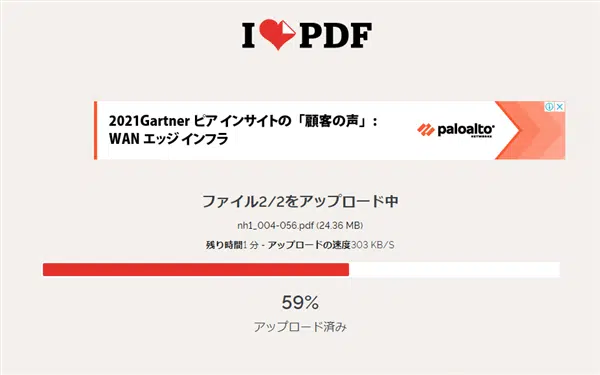 I PDF
2021Gartner ピア インサイトの「顧客の声」:
WAN エッジ インフラ
paloalto
NETWORKS
ファイル2/2をアップロード中
nh1_004-056.pdf (24.36 MB)
残り時間1 分 - アップロードの速度303 KB/S
59%
アップロード済み